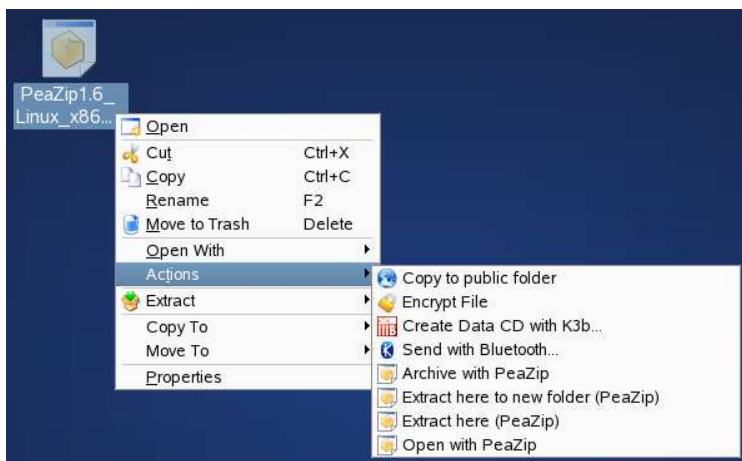 PeaZip1.6_
Linux_x86...
Open
Cut Ctrl+X
Copy Ctrl+C
Rename F2
Move to Trash Delete
Open With
Actions
Extract
Copy To
Move To
Properties
Copy to public folder
Encrypt File
Create Data CD with K3b...
Send with Bluetooth...
Archive with PeaZip
Extract here to new folder (PeaZip)
Extract here (PeaZip)
Open with PeaZip